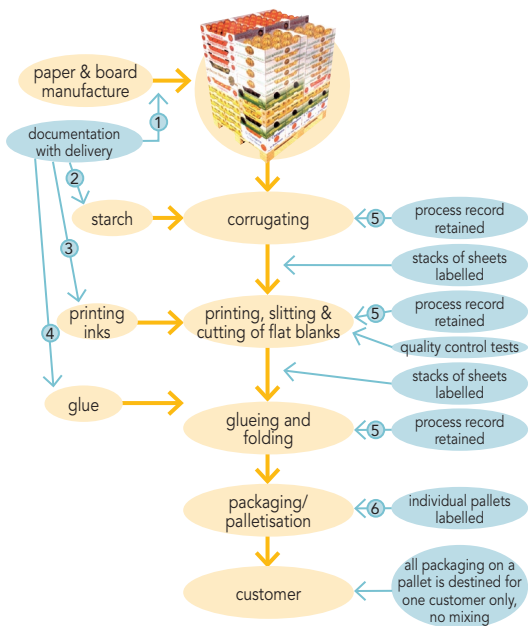 paper & board
manufacture
1
documentation
with delivery
2
starch
corrugating
5
process record
retained
3
stacks of sheets
labelled
printing
inks
printing, slitting &
cutting of flat blanks
5
process record
retained
quality control tests
4
stacks of sheets
labelled
glue
glueing and
folding
5
process record
retained
packaging/
palletisation
6
individual pallets
labelled
customer
all packaging on a
pallet is destined for
one customer only,
no mixing